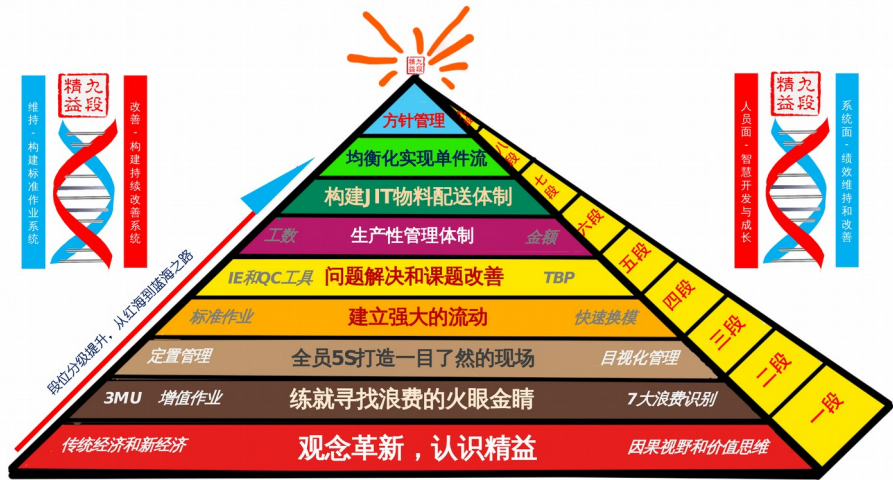 精九
益段
方针管理
均衡化实现单件流
八段
构建JIT物料配送体制
七段
工数 生产性管理体制 金额
六段
IE和QC工具 问题解决和课题改善 TBP
五段
标准作业 建立强大的流动 快速换模
四段
定置管理 全员5S打造一目了然的现场 目视化管理
三段
3MU 增值作业 练就寻找浪费的火眼金睛 7大浪费识别
二段
传统经济和新经济 观念革新，认识精益 因果视野和价值思维
一段
段位分级提升，从红海到蓝海之路
维持-构建标准作业系统
精九
益段
改善-构建持续改善系统
人员面-智慧开发与成长
精九
益段
系统面-绩效维持和改善